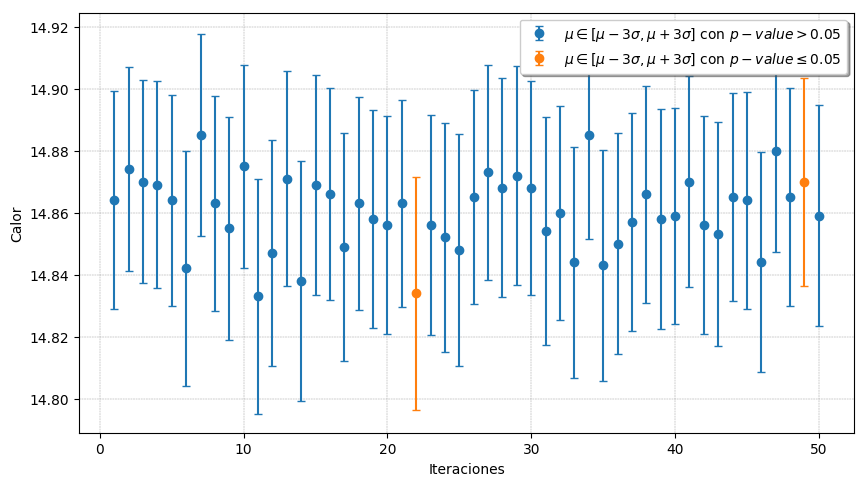 14.92
14.90
14.88
14.86
14.84
14.82
14.80
Calor
μ ∈ [μ − 3σ, μ + 3σ] con p − value > 0.05
μ ∈ [μ − 3σ, μ + 3σ] con p − value ≤ 0.05
0 10 20 30 40 50
Iteraciones